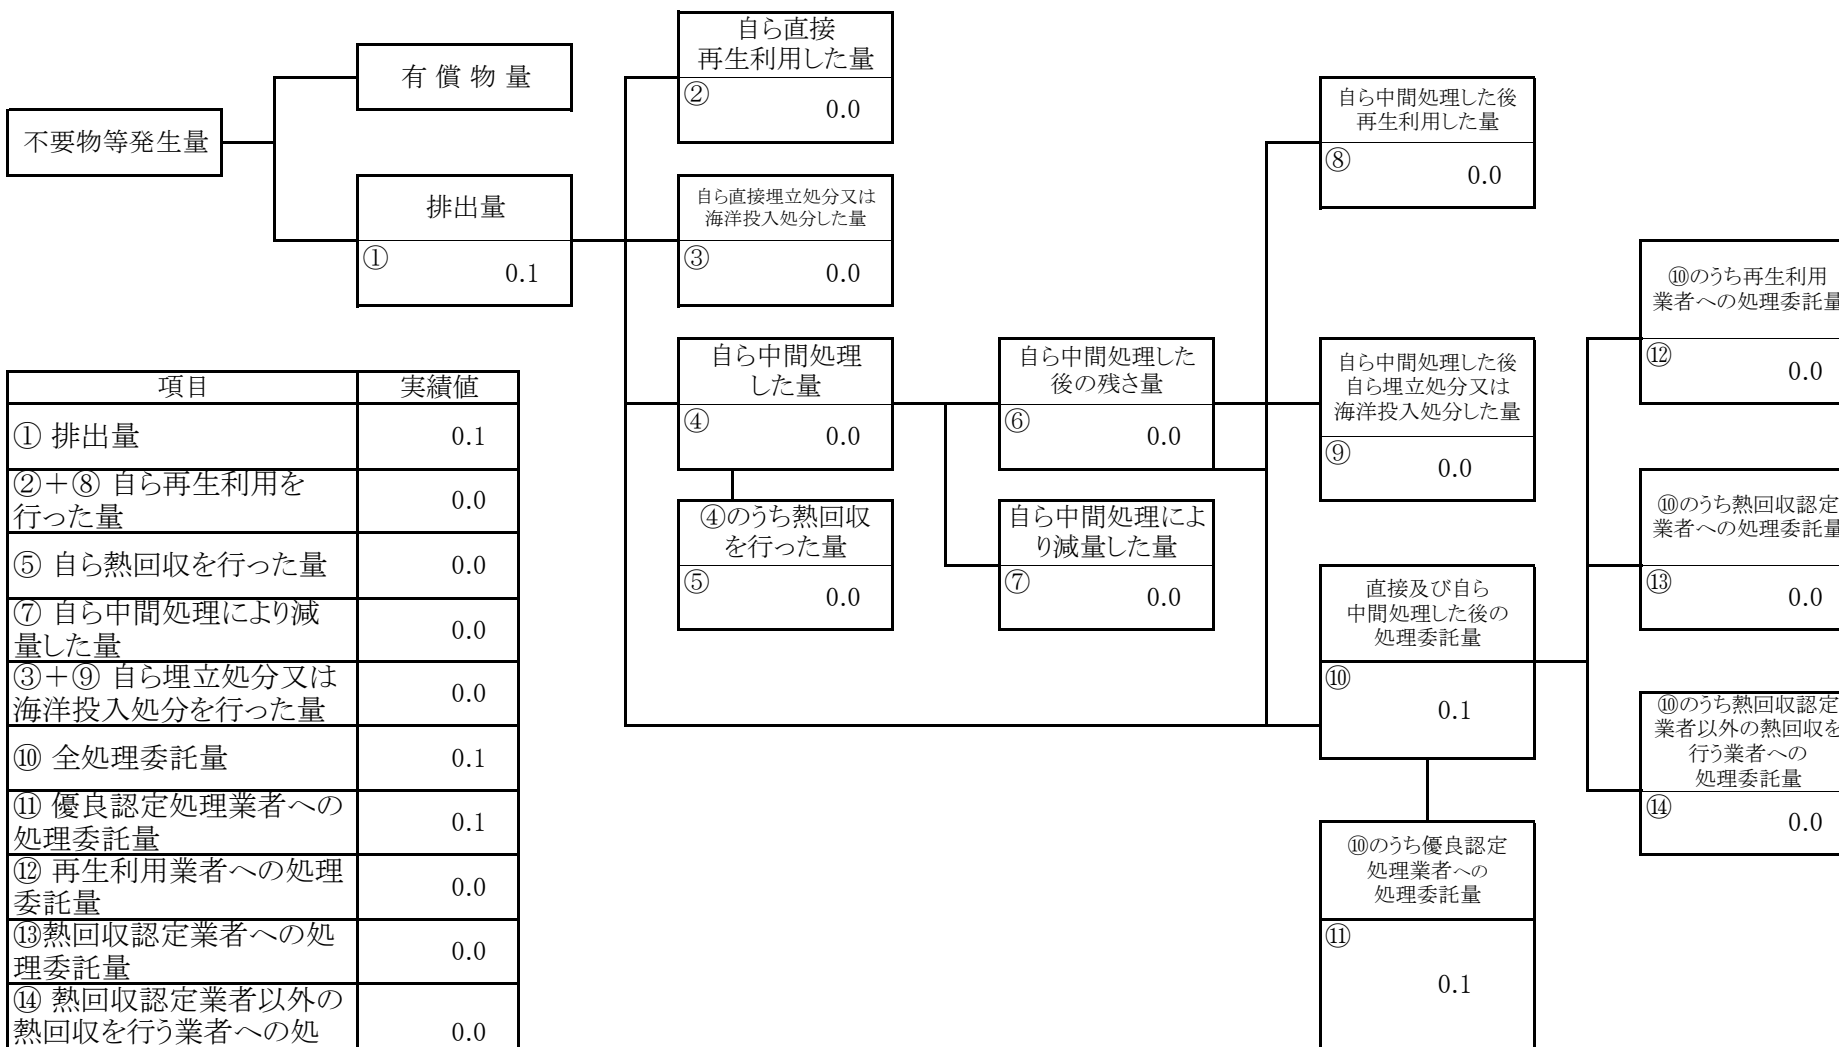 不要物等発生量
有 償 物 量
排出量
①
0.1
自ら直接
再生利用した量
②
0.0
自ら直接埋立処分又は
海洋投入処分した量
③
0.0
自ら中間処理
した量
④
0.0
④のうち熱回収
を行った量
⑤
0.0
自ら中間処理した
後の残さ量
⑥
0.0
自ら中間処理によ
り減量した量
⑦
0.0
自ら中間処理した後
再生利用した量
⑧
0.0
自ら中間処理した後
自ら埋立処分又は
海洋投入処分した量
⑨
0.0
直接及び自ら
中間処理した後の
処理委託量
⑩
0.1
⑩のうち優良認定
処理業者への
処理委託量
⑪
0.1
⑩のうち再生利用
業者への処理委託量
⑫
0.0
⑩のうち熱回収認定
業者への処理委託量
⑬
0.0
⑩のうち熱回収認定
業者以外の熱回収を
行う業者への
処理委託量
⑭
0.0
項目 実績値
① 排出量 0.1
②＋⑧ 自ら再生利用を
行った量 0.0
⑤ 自ら熱回収を行った量 0.0
⑦ 自ら中間処理により減
量した量 0.0
③＋⑨ 自ら埋立処分又は
海洋投入処分を行った量 0.0
⑩ 全処理委託量 0.1
⑪ 優良認定処理業者への
処理委託量 0.1
⑫ 再生利用業者への処理
委託量 0.0
⑬熱回収認定業者への処
理委託量 0.0
⑭ 熱回収認定業者以外の
熱回収を行う業者への処 0.0